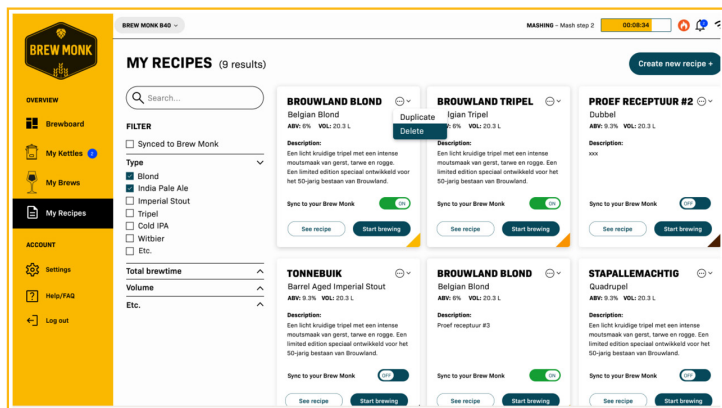 BREW MONK
BREW MONK B40
MASHING – Mash step 2
00:08:34
MY RECIPES (9 results)
Create new recipe +
OVERVIEW
Brewboard
My Kettles 2
My Brews
My Recipes
ACCOUNT
Settings
Help/FAQ
Log out
Search...
FILTER
Synced to Brew Monk
Type
Blond
India Pale Ale
Imperial Stout
Tripel
Cold IPA
Witbier
Etc.
Total brewtime
Volume
Etc.
BROUWLAND BLOND
Belgian Blond
ABV: 6% VOL: 20.3 L
Description:
Een licht kruidige tripel met een intense
moutsmaak van gerst, tarwe en rogge.
Een limited edition speciaal ontwikkeld voor
het 50-jarig bestaan van Brouwland.
Sync to your Brew Monk ON
See recipe Start brewing
Duplicate
Delete
BROUWLAND TRIPEL
lgian Tripel
6% VOL: 20.3 L
Description:
Een licht kruidige tripel met een intense
moutsmaak van gerst, tarwe en rogge.
Een limited edition speciaal ontwikkeld voor
het 50-jarig bestaan van Brouwland.
Sync to your Brew Monk ON
See recipe Start brewing
PROEF RECEPTUUR #2
Dubbel
ABV: 9.3% VOL: 20.3 L
Description:
xxx
Sync to your Brew Monk OFF
See recipe Start brewing
TONNEBUIK
Barrel Aged Imperial Stout
ABV: 9.3% VOL: 20.3 L
Description:
Een licht kruidige tripel met een intense
moutsmaak van gerst, tarwe en rogge. Een
limited edition speciaal ontwikkeld voor het
50-jarig bestaan van Brouwland.
Sync to your Brew Monk OFF
See recipe Start brewing
BROUWLAND BLOND
Belgian Blond
ABV: 6% VOL: 20.3 L
Description:
Proef receptuur #3
Sync to your Brew Monk ON
See recipe Start brewing
STAPALLEMACHTIG
Quadrupel
ABV: 9.3% VOL: 20.3 L
Description:
Een licht kruidige tripel met een intense
moutsmaak van gerst, tarwe en rogge. Een
limited edition speciaal ontwikkeld voor het
50-jarig bestaan van Brouwland.
Sync to your Brew Monk OFF
See recipe Start brewing